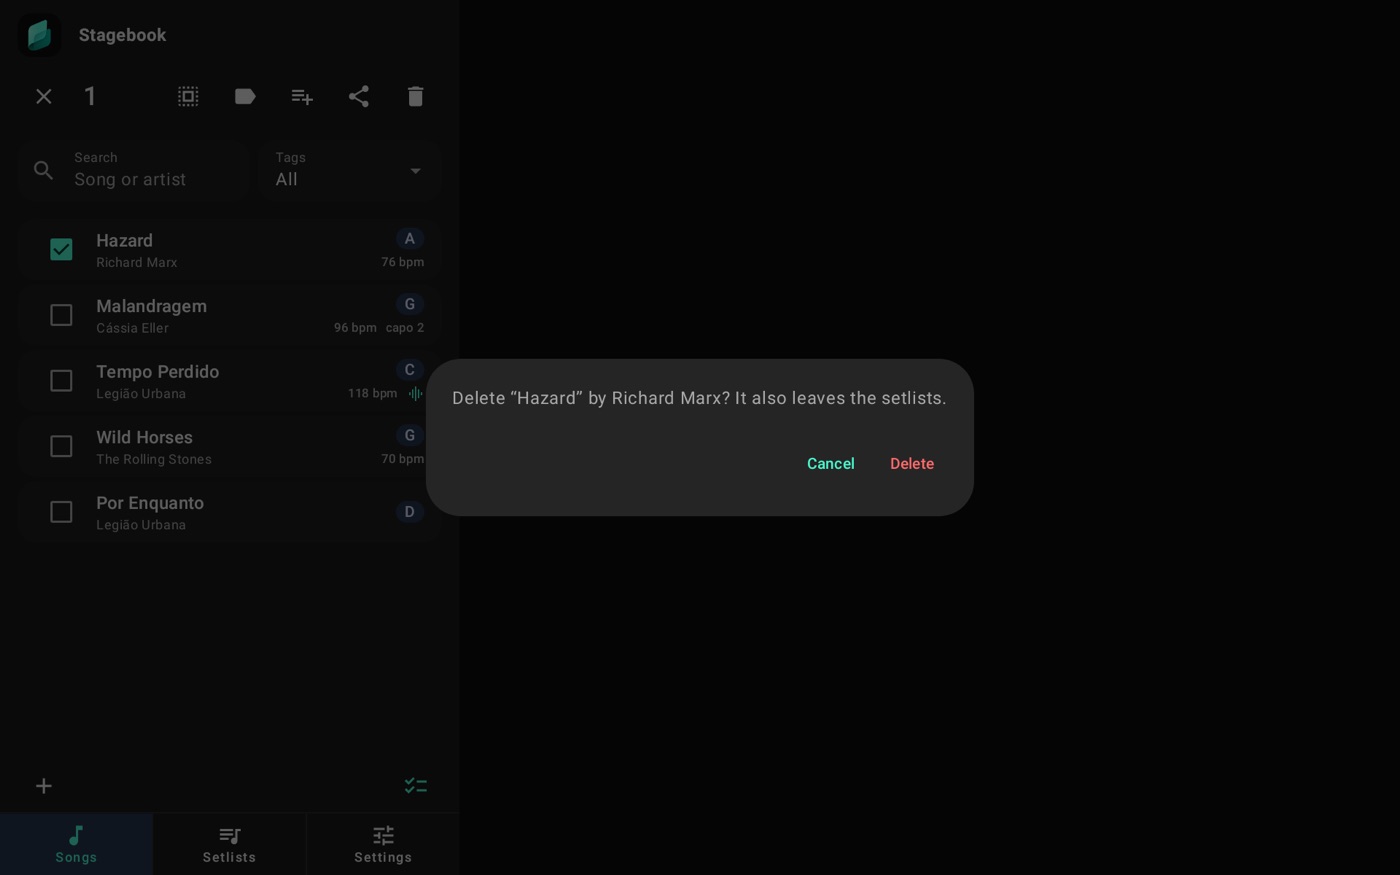 Stagebook
1
Search
Song or artist
Tags
All
Hazard
A
Richard Marx
76 bpm
Malandragem
G
Cássia Eller
96 bpm capo 2
Tempo Perdido
C
Legião Urbana
118 bpm
Wild Horses
G
The Rolling Stones
70 bpm
Por Enquanto
D
Legião Urbana
Delete “Hazard” by Richard Marx? It also leaves the setlists.
Cancel Delete
Songs Setlists Settings